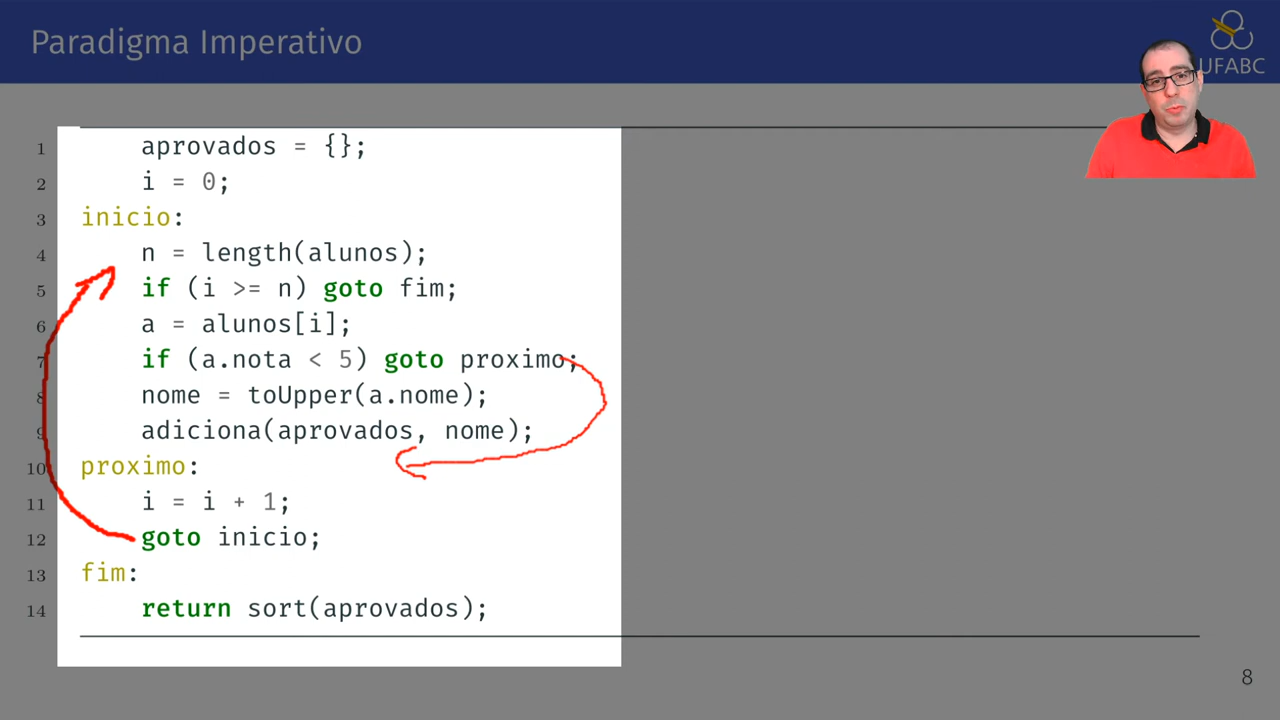 Paradigma Imperativo
UFABC
1 aprovados = {};
2 i = 0;
3 inicio:
4 n = length(alunos);
5 if (i >= n) goto fim;
6 a = alunos[i];
7 if (a.nota < 5) goto proximo;
8 nome = toUpper(a.nome);
9 adiciona(aprovados, nome);
10 proximo:
11 i = i + 1;
12 goto inicio;
13 fim:
14 return sort(aprovados);
8